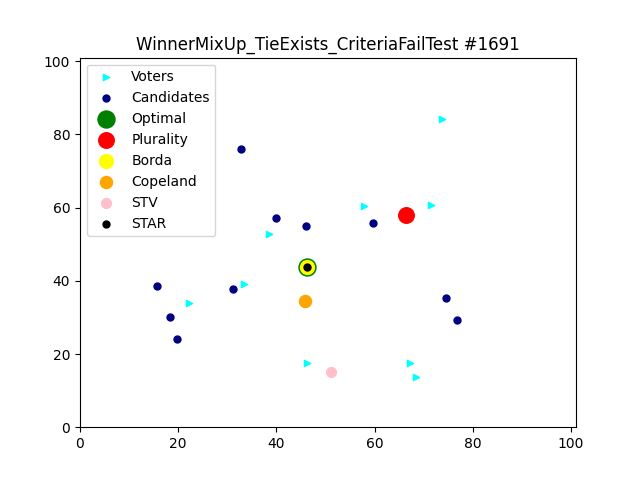 WinnerMixUp_TieExists_CriteriaFailTest #1691
Voters
Candidates
Optimal
Plurality
Borda
Copeland
STV
STAR
100
80
60
40
20
0
0 20 40 60 80 100